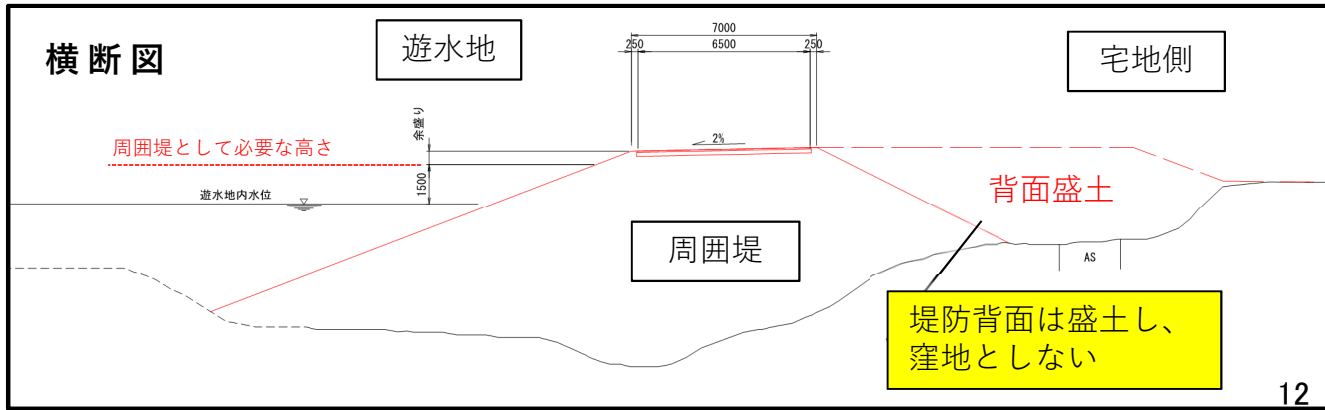 横断図
遊水地
7000
250
6500
250
宅地側
余盛り
2%
周囲堤として必要な高さ
1500
遊水地内水位
背面盛土
周囲堤
AS
堤防背面は盛土し、
窪地としない
12